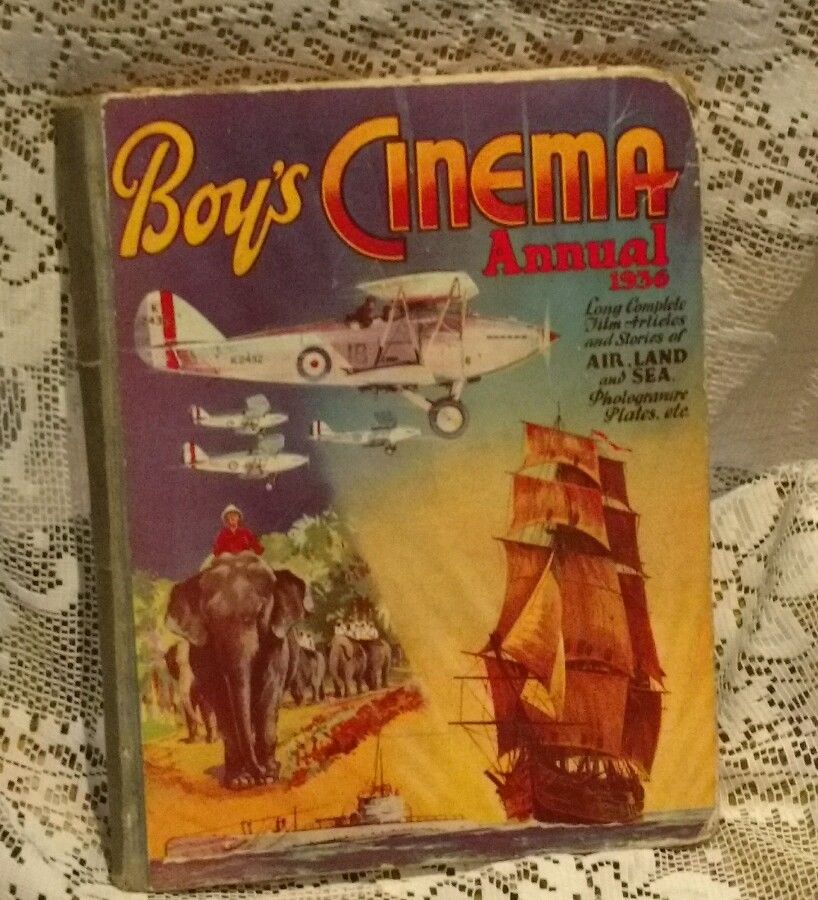 Boy's CINEMA
Annual
1936
Long Complete
Film Articles
and Stories of
AIR, LAND
and SEA.
Photogravure
Plates, etc.